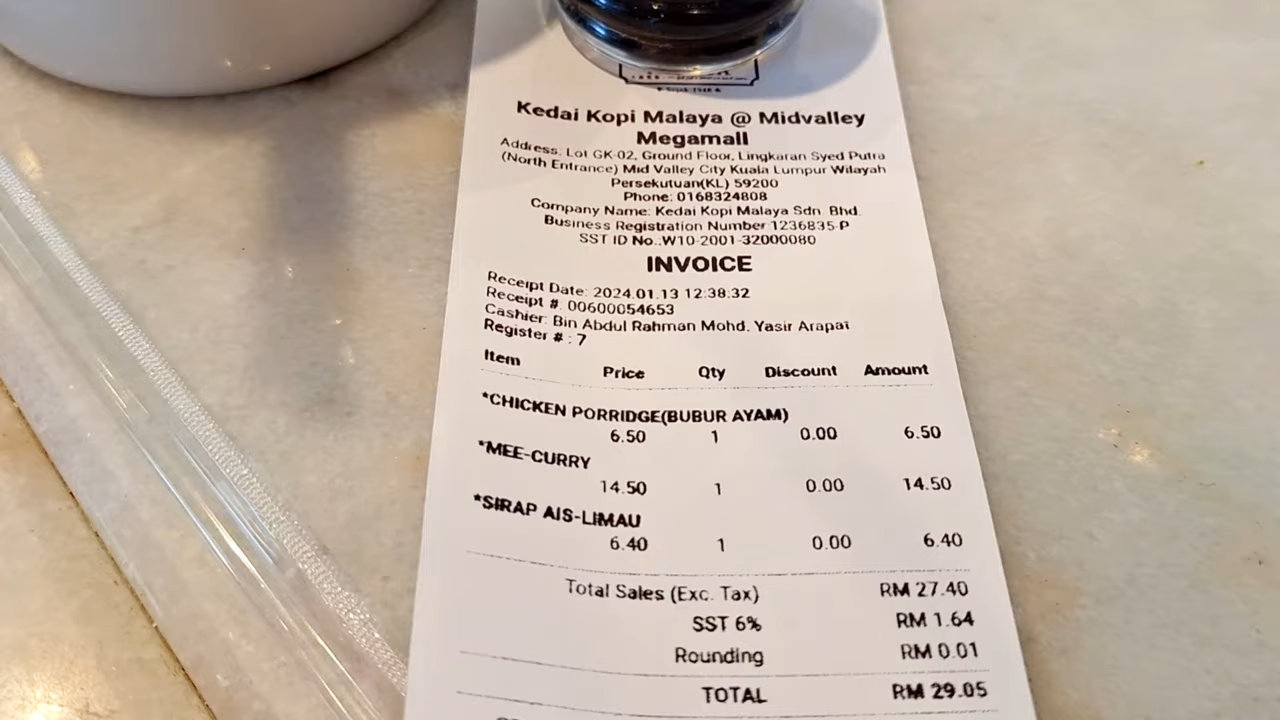 Kedai Kopi Malaya @ Midvalley
Megamall
Address: Lot GK-02, Ground Floor, Lingkaran Syed Putra
(North Entrance) Mid Valley City Kuala Lumpur Wilayah
Persekutuan(KL) 59200
Phone: 0168324808
Company Name: Kedai Kopi Malaya Sdn. Bhd.
Business Registration Number 1236835-P
SST ID No.:W10-2001-32000080
INVOICE
Receipt Date: 2024.01.13 12:38:32
Receipt #: 00600054653
Cashier: Bin Abdul Rahman Mohd. Yasir Arapat
Register # : 7
Item Price Qty Discount Amount
*CHICKEN PORRIDGE(BUBUR AYAM)
6.50 1 0.00 6.50
*MEE-CURRY
14.50 1 0.00 14.50
*SIRAP AIS-LIMAU
6.40 1 0.00 6.40
Total Sales (Exc. Tax) RM 27.40
SST 6% RM 1.64
Rounding RM 0.01
TOTAL RM 29.05